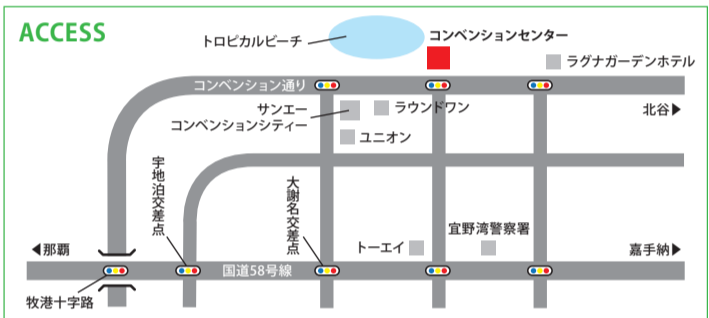 ACCESS
トロピカルビーチ
コンベンションセンター
ラグナガーデンホテル
コンベンション通り
サンエー
コンベンションシティー
ラウンドワン
北谷▶
ユニオン
宇地泊交差点
大謝名交差点
◀那覇
トーエイ
宜野湾警察署
嘉手納▶
国道58号線
牧港十字路